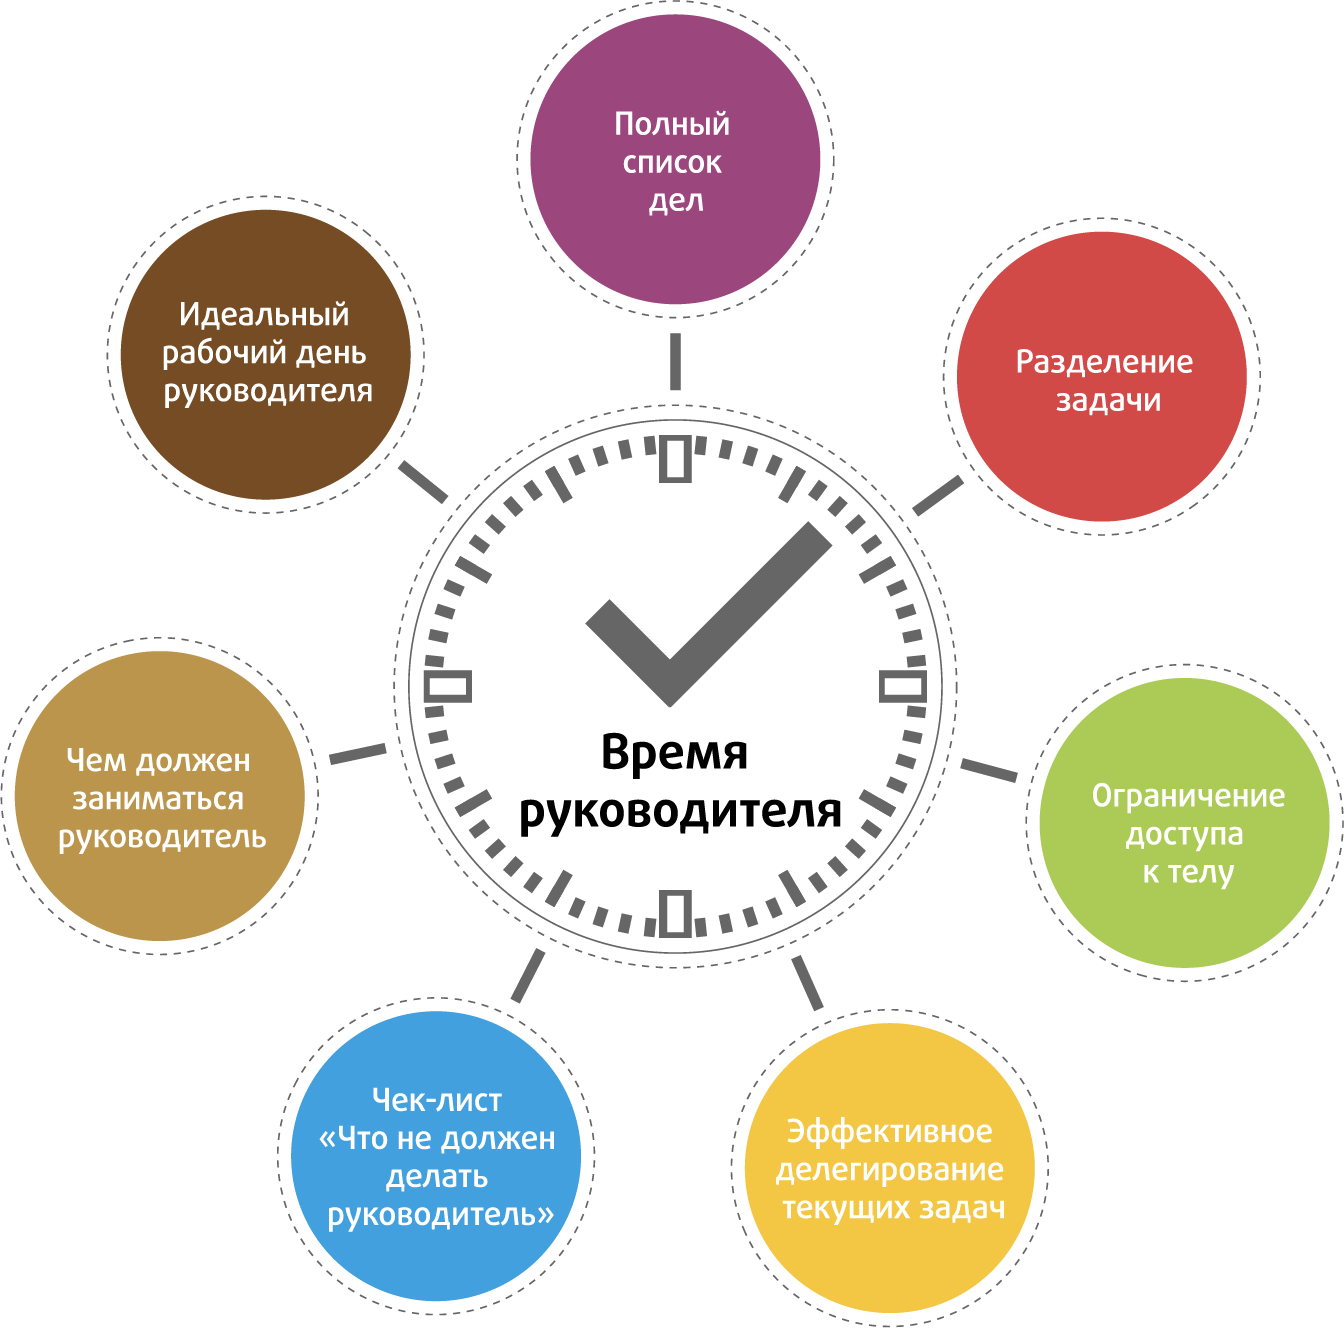 Полный
список
дел
Разделение
задачи
Ограничение
доступа
к телу
Эффективное
делегирование
текущих задач
Чек-лист
«Что не должен
делать
руководитель»
Чем должен
заниматься
руководитель
Идеальный
рабочий день
руководителя
Время
руководителя